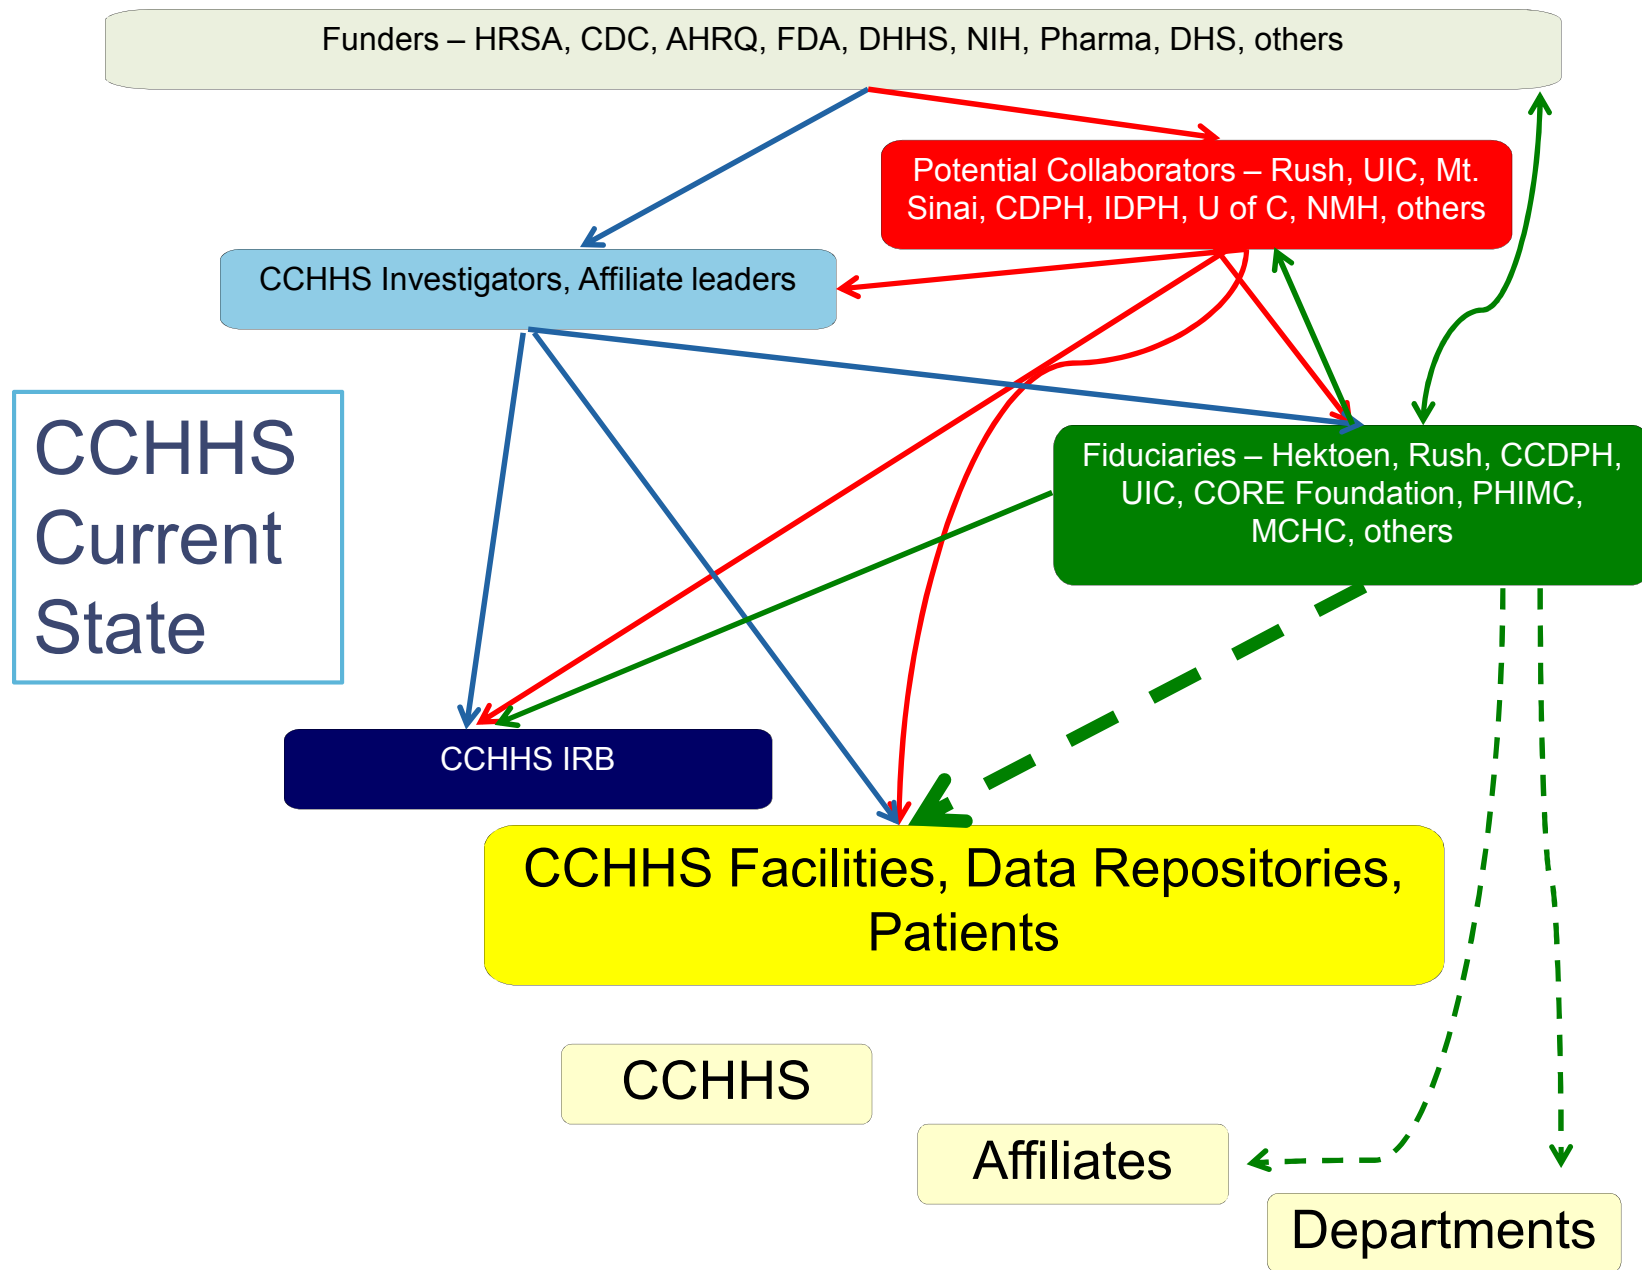 Funders – HRSA, CDC, AHRQ, FDA, DHHS, NIH, Pharma, DHS, others
Potential Collaborators – Rush, UIC, Mt.
Sinai, CDPH, IDPH, U of C, NMH, others
CCHHS Investigators, Affiliate leaders
CCHHS
Current
State
Fiduciaries – Hektoen, Rush, CCDPH,
UIC, CORE Foundation, PHIMC,
MCHC, others
CCHHS IRB
CCHHS Facilities, Data Repositories,
Patients
CCHHS
Affiliates
Departments